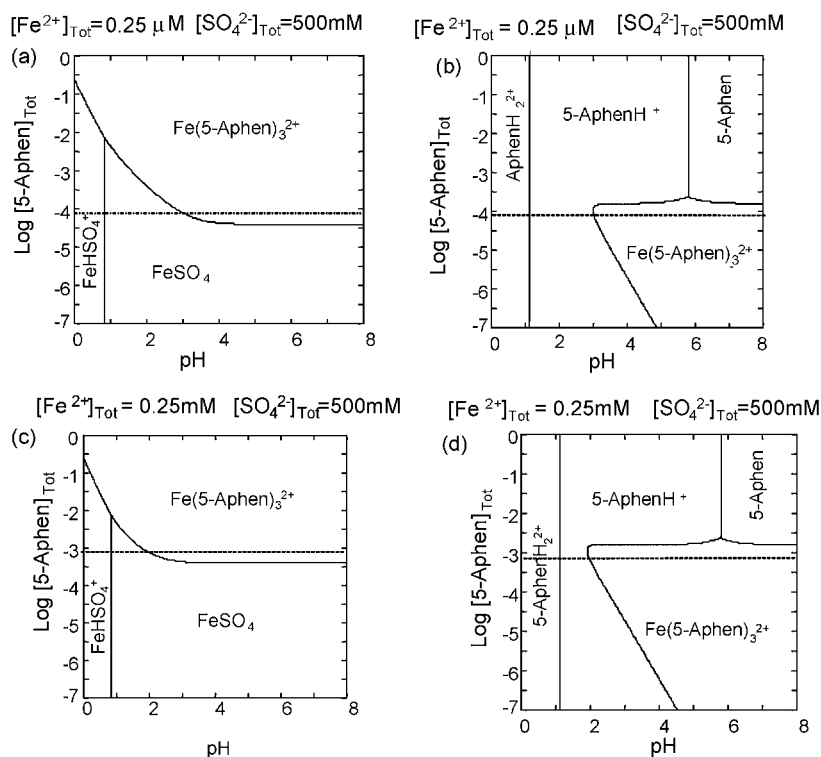 [Fe²⁺]Tot = 0.25 μM [SO₄²⁻]Tot=500mM
(a)
Log [5-Aphen]Tot
0
-1
-2
-3
-4
-5
-6
-7
Fe(5-Aphen)₃²⁺
FeHSO₄⁺
FeSO₄
0 2 4 6 8
pH
[Fe²⁺]Tot = 0.25 μM [SO₄²⁻]Tot=500mM
(b)
Log [5-Aphen]Tot
0
-1
-2
-3
-4
-5
-6
-7
AphenH₂²⁺
5-AphenH⁺
5-Aphen
Fe(5-Aphen)₃²⁺
0 2 4 6 8
pH
[Fe²⁺]Tot = 0.25mM [SO₄²⁻]Tot=500mM
(c)
Log [5-Aphen]Tot
0
-1
-2
-3
-4
-5
-6
-7
Fe(5-Aphen)₃²⁺
FeHSO₄⁺
FeSO₄
0 2 4 6 8
pH
[Fe²⁺]Tot = 0.25mM [SO₄²⁻]Tot=500mM
(d)
Log [5-Aphen]Tot
0
-1
-2
-3
-4
-5
-6
-7
5-AphenH₂²⁺
5-AphenH⁺
5-Aphen
Fe(5-Aphen)₃²⁺
0 2 4 6 8
pH